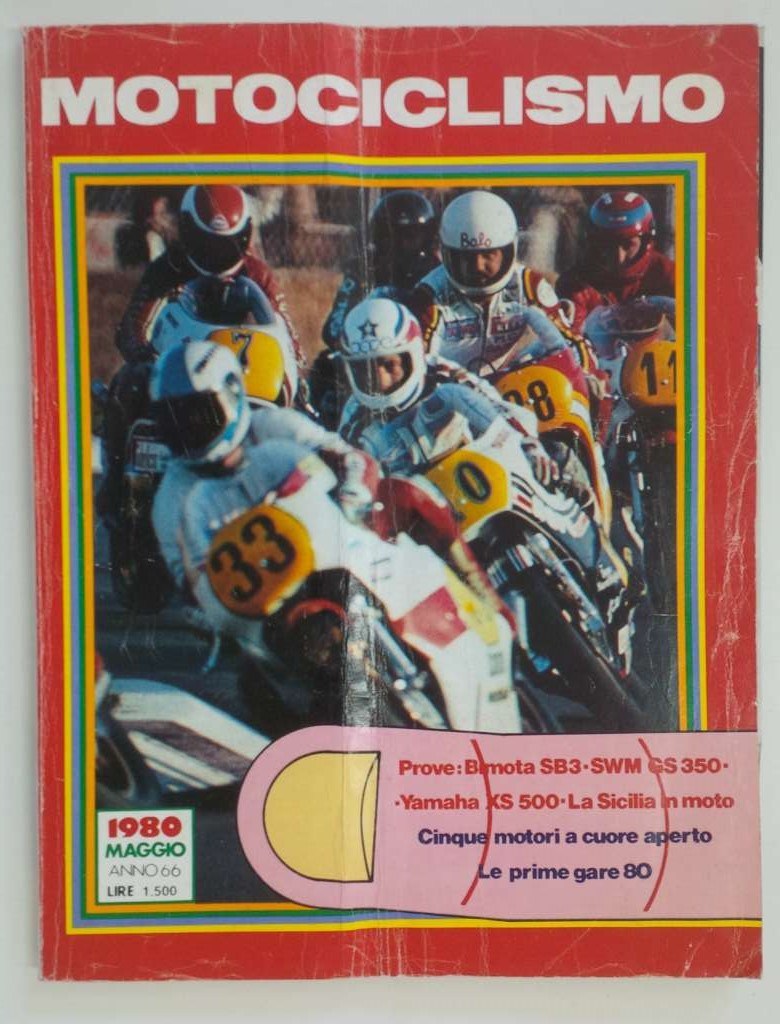 MOTOCICLISMO
Balo
7
11
0
33
Prove: Bimota SB3·SWM GS 350·
·Yamaha XS 500·La Sicilia in moto
Cinque motori a cuore aperto
Le prime gare 80
1980
MAGGIO
ANNO 66
LIRE 1.500